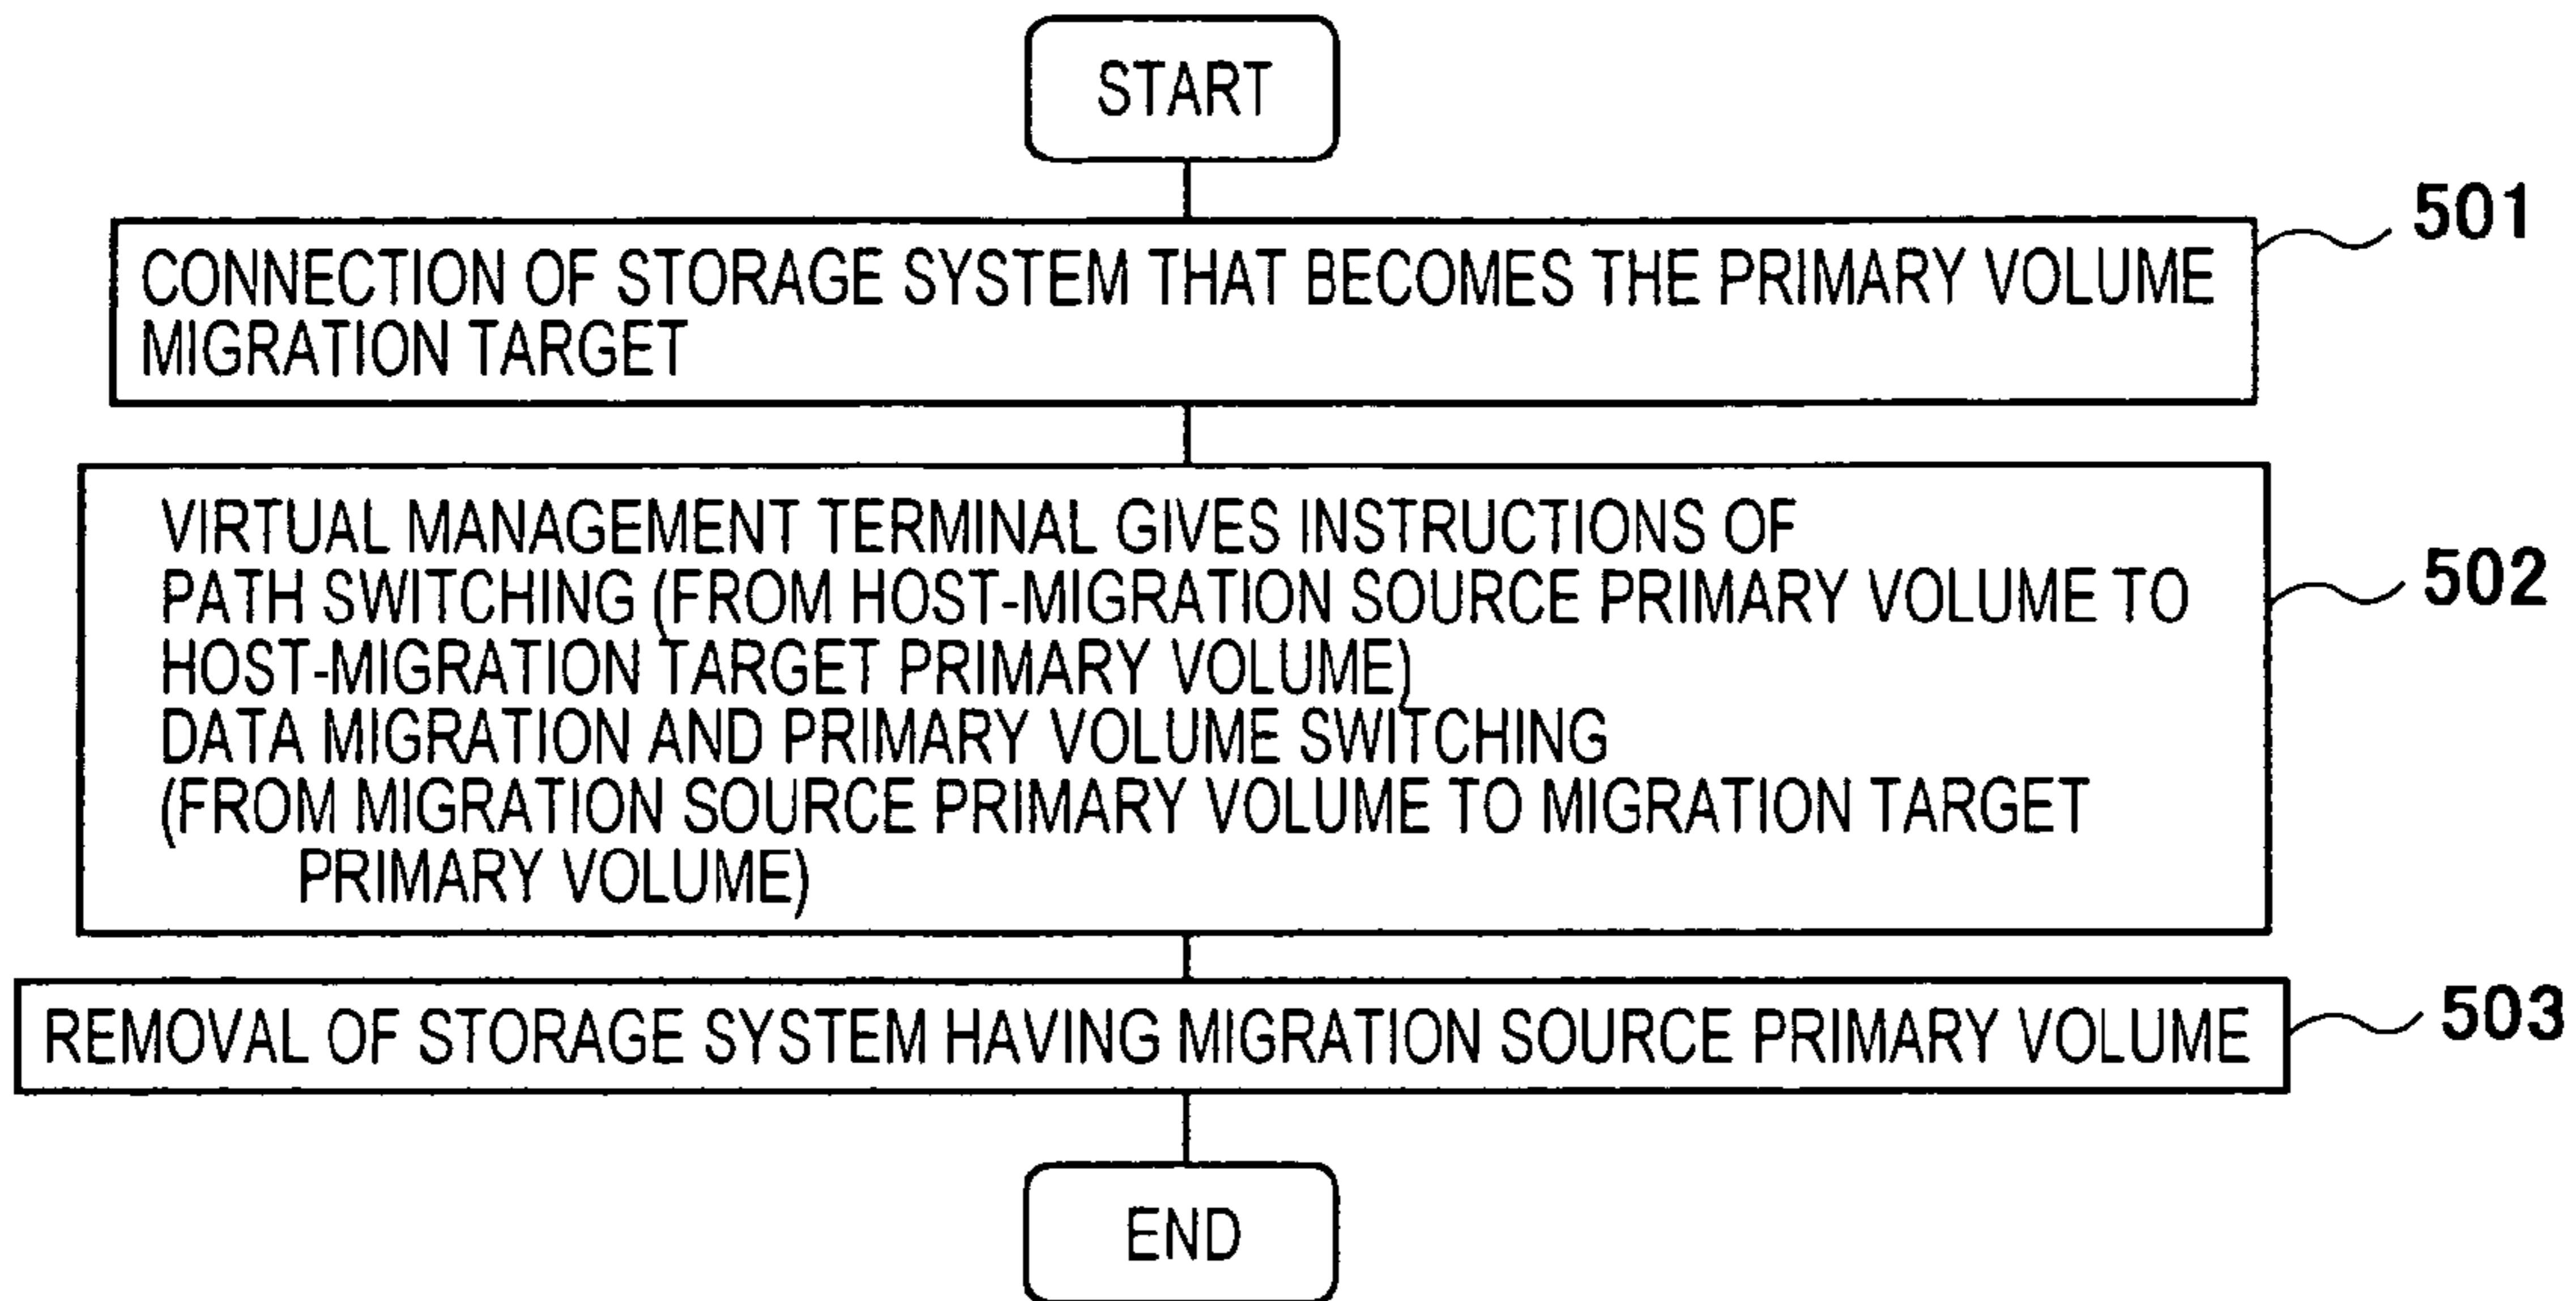 START
501
CONNECTION OF STORAGE SYSTEM THAT BECOMES THE PRIMARY VOLUME
MIGRATION TARGET
VIRTUAL MANAGEMENT TERMINAL GIVES INSTRUCTIONS OF
PATH SWITCHING (FROM HOST-MIGRATION SOURCE PRIMARY VOLUME TO
HOST-MIGRATION TARGET PRIMARY VOLUME)
DATA MIGRATION AND PRIMARY VOLUME SWITCHING
(FROM MIGRATION SOURCE PRIMARY VOLUME TO MIGRATION TARGET
PRIMARY VOLUME)
502
REMOVAL OF STORAGE SYSTEM HAVING MIGRATION SOURCE PRIMARY VOLUME
503
END